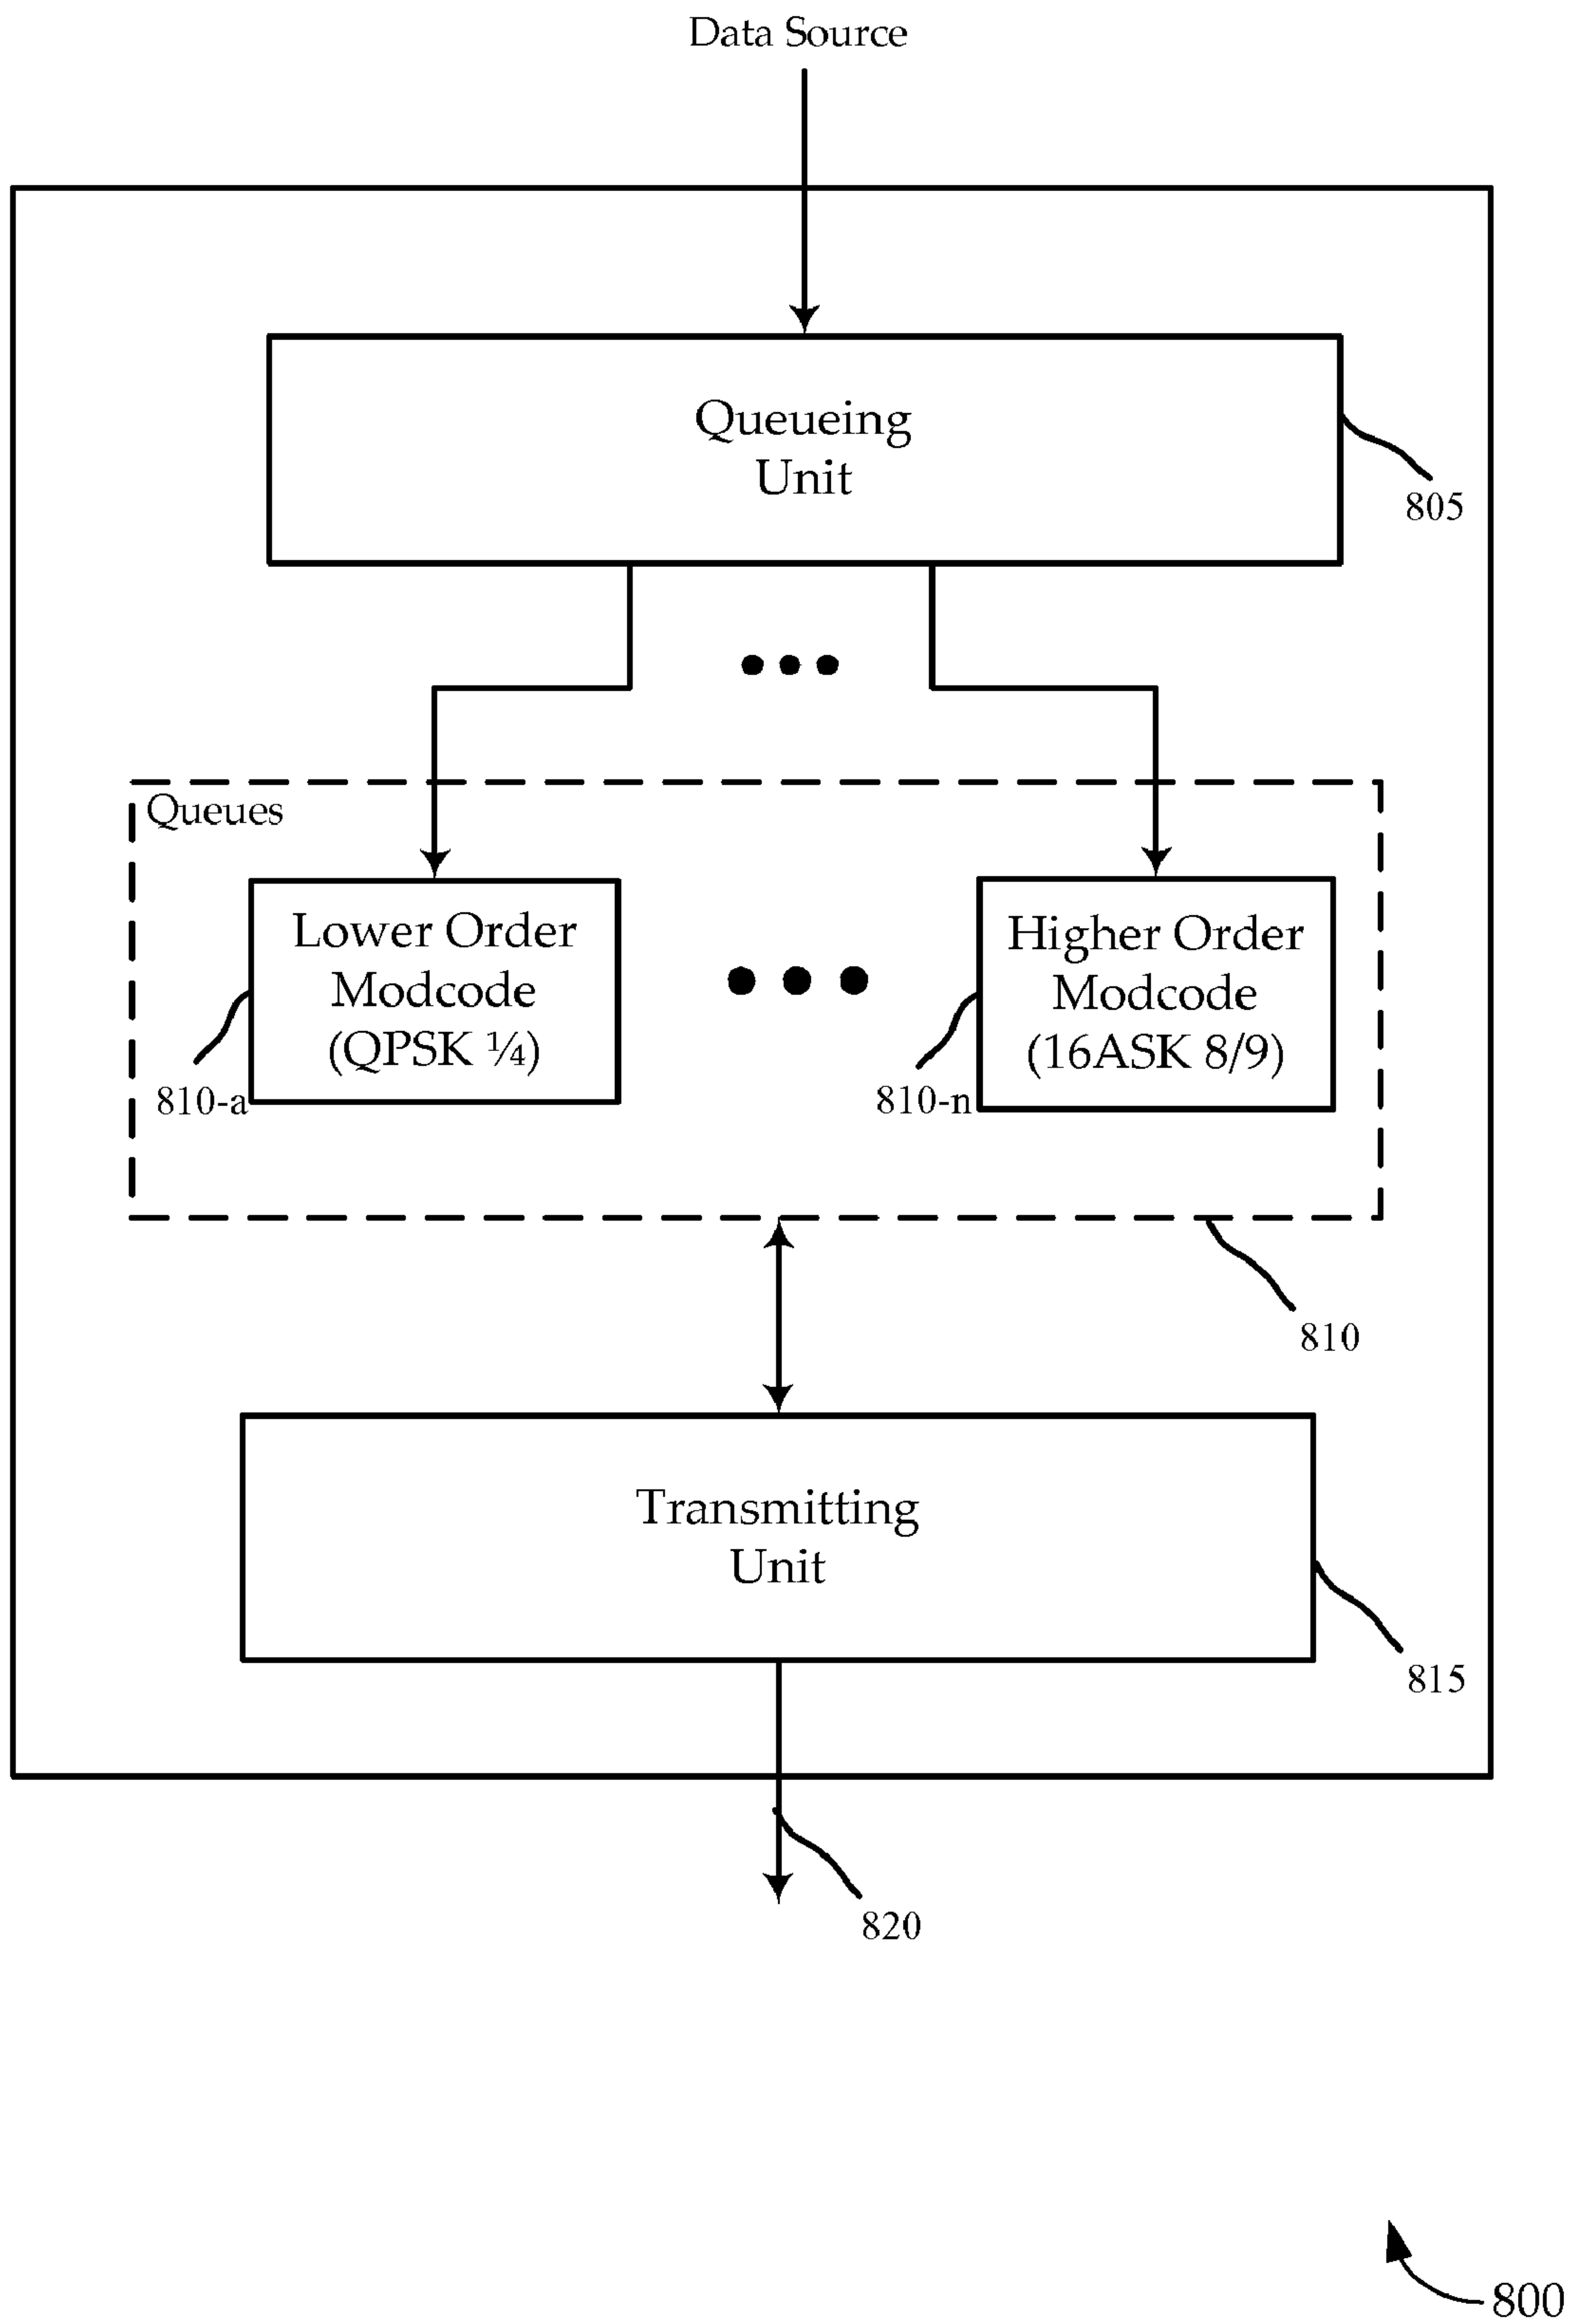 Data Source
Queueing
Unit
805
Queues
Lower Order
Modcode
(QPSK ¼)
810-a
Higher Order
Modcode
(16ASK 8/9)
810-n
810
Transmitting
Unit
815
820
800